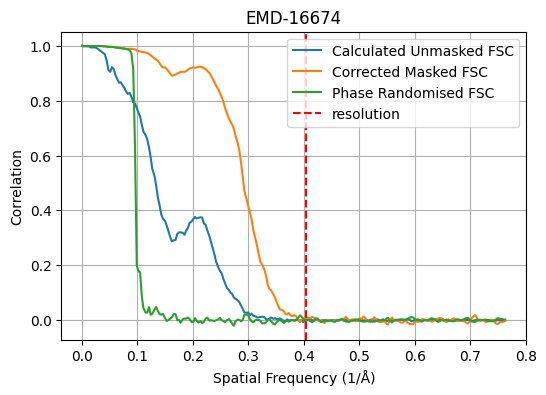 EMD-16674
Calculated Unmasked FSC
Corrected Masked FSC
Phase Randomised FSC
resolution
Correlation
1.0
0.8
0.6
0.4
0.2
0.0
0.0 0.1 0.2 0.3 0.4 0.5 0.6 0.7 0.8
Spatial Frequency (1/Å)